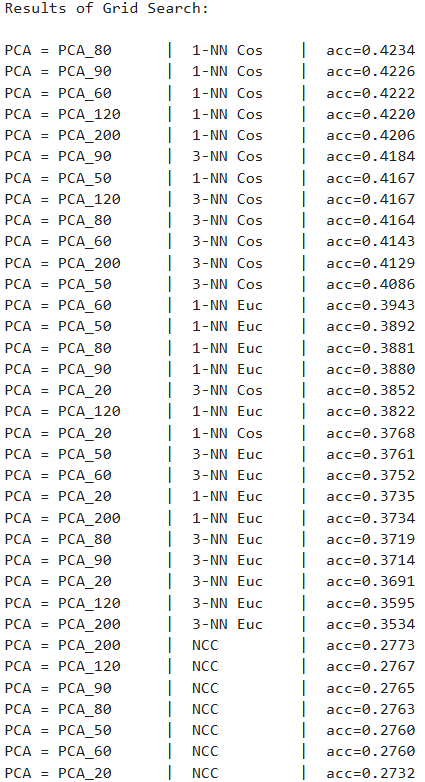 Results of Grid Search:
PCA = PCA_80 | 1-NN Cos | acc=0.4234
PCA = PCA_90 | 1-NN Cos | acc=0.4226
PCA = PCA_60 | 1-NN Cos | acc=0.4222
PCA = PCA_120 | 1-NN Cos | acc=0.4220
PCA = PCA_200 | 1-NN Cos | acc=0.4206
PCA = PCA_90 | 3-NN Cos | acc=0.4184
PCA = PCA_50 | 1-NN Cos | acc=0.4167
PCA = PCA_120 | 3-NN Cos | acc=0.4167
PCA = PCA_80 | 3-NN Cos | acc=0.4164
PCA = PCA_60 | 3-NN Cos | acc=0.4143
PCA = PCA_200 | 3-NN Cos | acc=0.4129
PCA = PCA_50 | 3-NN Cos | acc=0.4086
PCA = PCA_60 | 1-NN Euc | acc=0.3943
PCA = PCA_50 | 1-NN Euc | acc=0.3892
PCA = PCA_80 | 1-NN Euc | acc=0.3881
PCA = PCA_90 | 1-NN Euc | acc=0.3880
PCA = PCA_20 | 3-NN Cos | acc=0.3852
PCA = PCA_120 | 1-NN Euc | acc=0.3822
PCA = PCA_20 | 1-NN Cos | acc=0.3768
PCA = PCA_50 | 3-NN Euc | acc=0.3761
PCA = PCA_60 | 3-NN Euc | acc=0.3752
PCA = PCA_20 | 1-NN Euc | acc=0.3735
PCA = PCA_200 | 1-NN Euc | acc=0.3734
PCA = PCA_80 | 3-NN Euc | acc=0.3719
PCA = PCA_90 | 3-NN Euc | acc=0.3714
PCA = PCA_20 | 3-NN Euc | acc=0.3691
PCA = PCA_120 | 3-NN Euc | acc=0.3595
PCA = PCA_200 | 3-NN Euc | acc=0.3534
PCA = PCA_200 | NCC | acc=0.2773
PCA = PCA_120 | NCC | acc=0.2767
PCA = PCA_90 | NCC | acc=0.2765
PCA = PCA_80 | NCC | acc=0.2763
PCA = PCA_50 | NCC | acc=0.2760
PCA = PCA_60 | NCC | acc=0.2760
PCA = PCA_20 | NCC | acc=0.2732